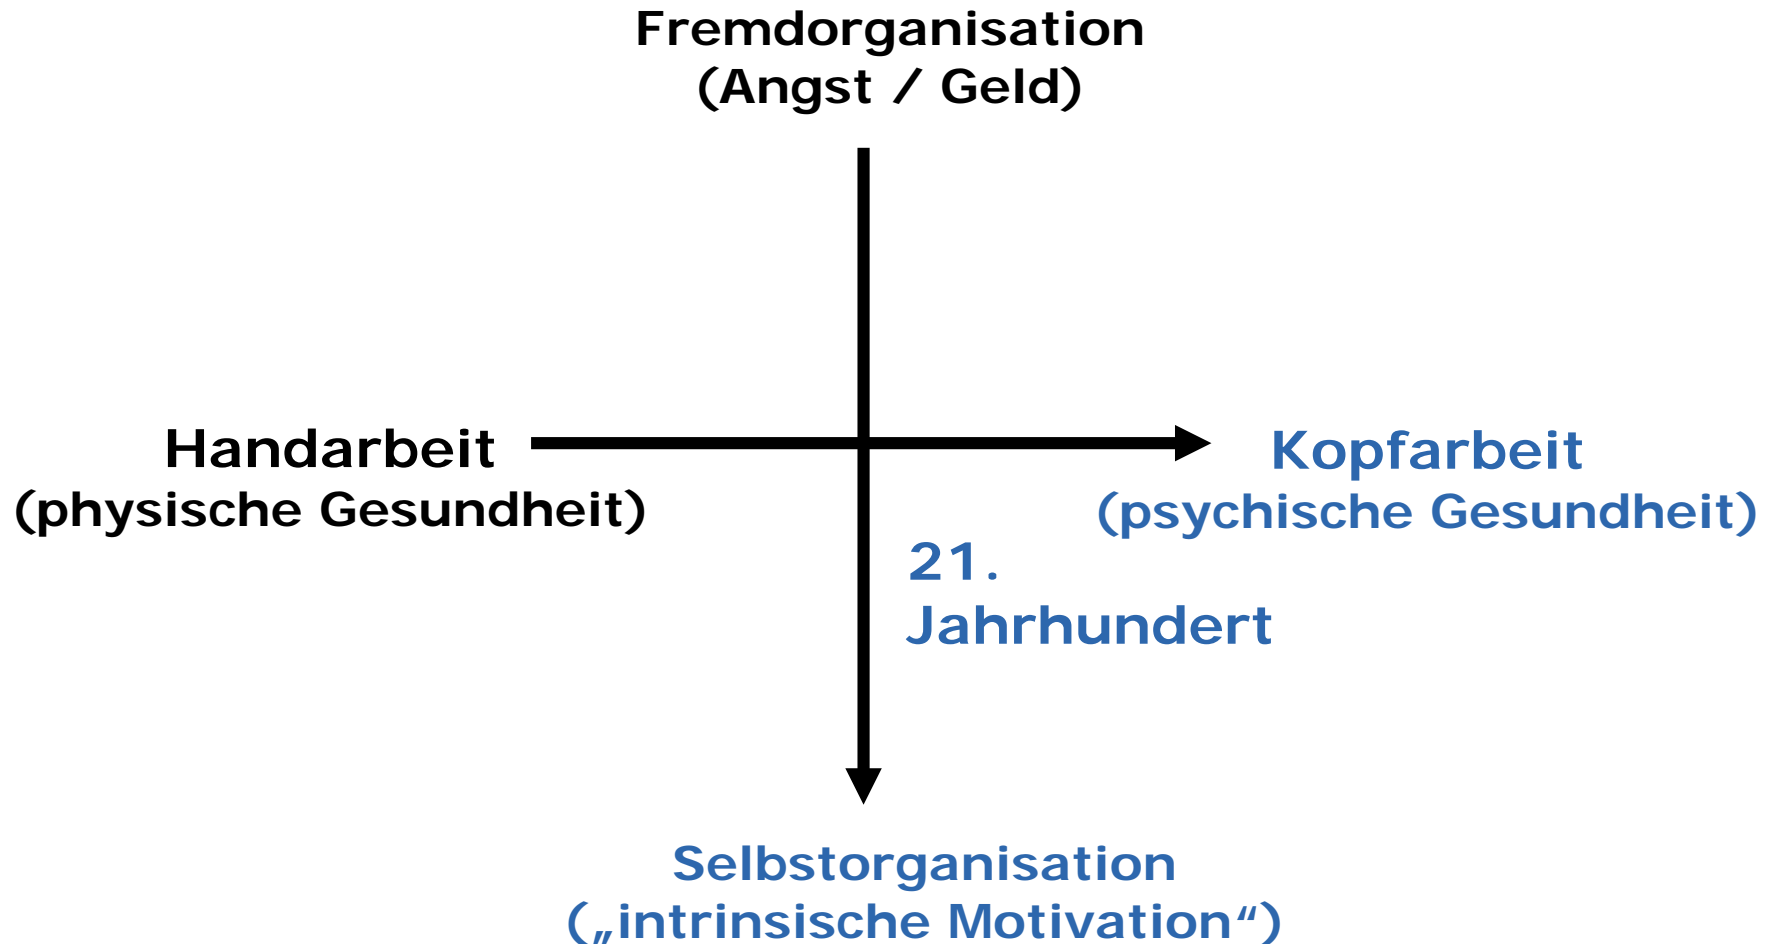 Fremdorganisation
(Angst / Geld)
Handarbeit
(physische Gesundheit)
Kopfarbeit
(psychische Gesundheit)
21.
Jahrhundert
Selbstorganisation
(„intrinsische Motivation“)